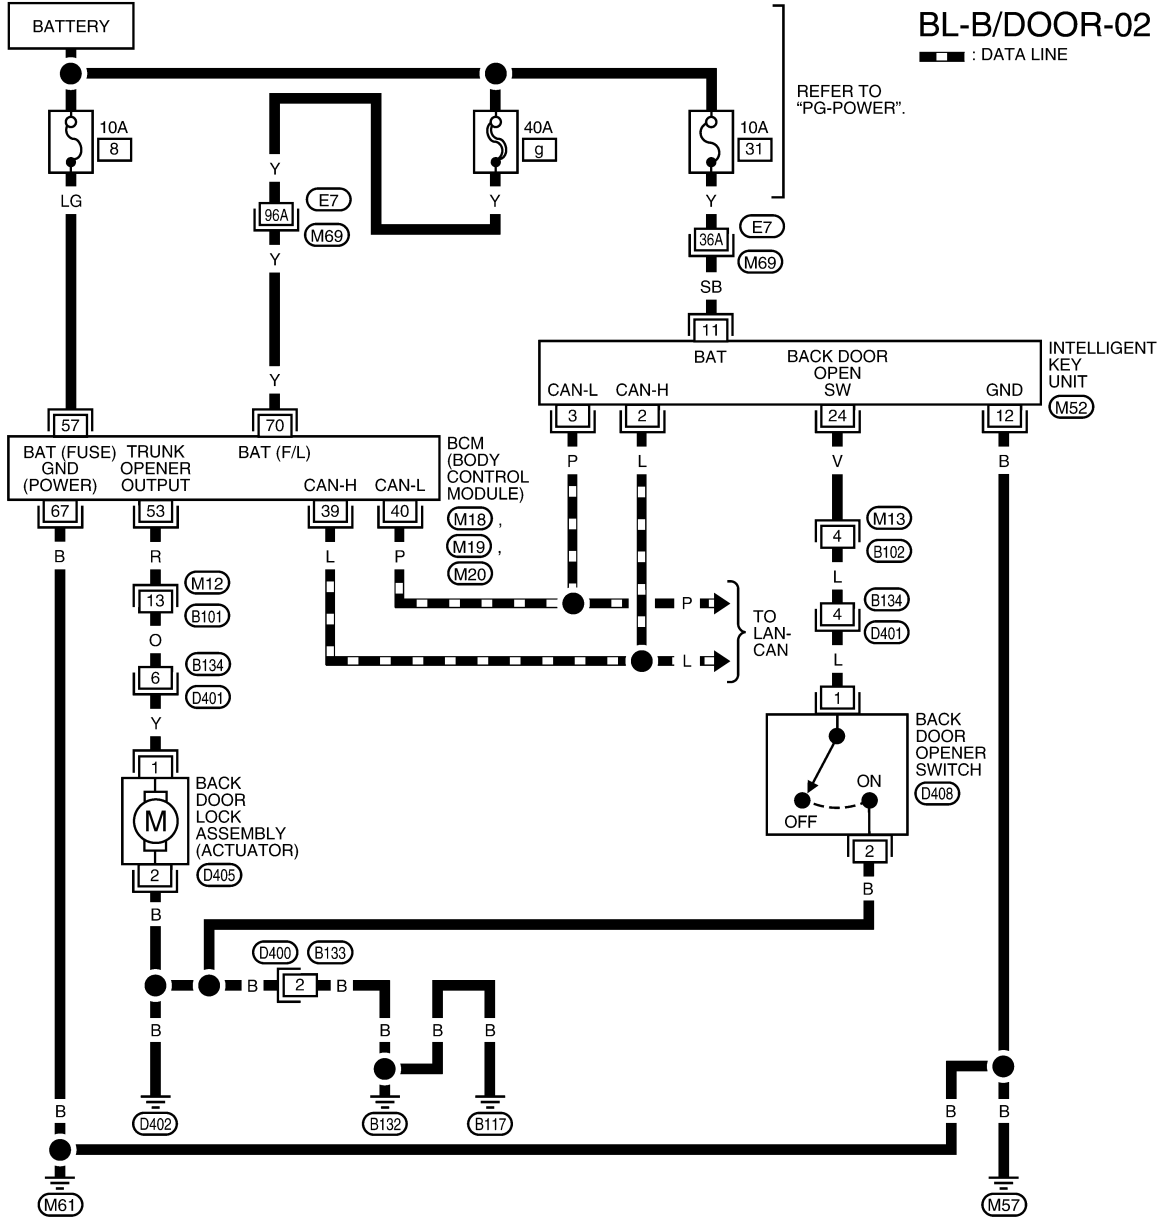 BATTERY
BL-B/DOOR-02
: DATA LINE
REFER TO
“PG-POWER”.
10A
8
40A
g
10A
31
LG
Y
96A
E7
M69
Y
Y
Y
Y
36A
E7
M69
SB
11
BAT
BACK DOOR
OPEN
SW
CAN-L
CAN-H
GND
INTELLIGENT
KEY
UNIT
M52
3
2
24
12
57
70
BAT (FUSE)
GND
(POWER)
TRUNK
OPENER
OUTPUT
BAT (F/L)
CAN-H
CAN-L
BCM
(BODY
CONTROL
MODULE)
M18 ,
M19 ,
M20
67
53
39
40
B
R
L
P
P
L
V
B
M12
13
B101
O
B134
6
D401
Y
M13
4
B102
L
B134
4
D401
L
P
L
TO
LAN-
CAN
1
BACK
DOOR
OPENER
SWITCH
D408
ON
OFF
2
B
1
M
BACK
DOOR
LOCK
ASSEMBLY
(ACTUATOR)
2
D405
B
D400
B133
B
2
B
B
B
B
B
B
B
B
B
D402
B132
B117
M61
M57